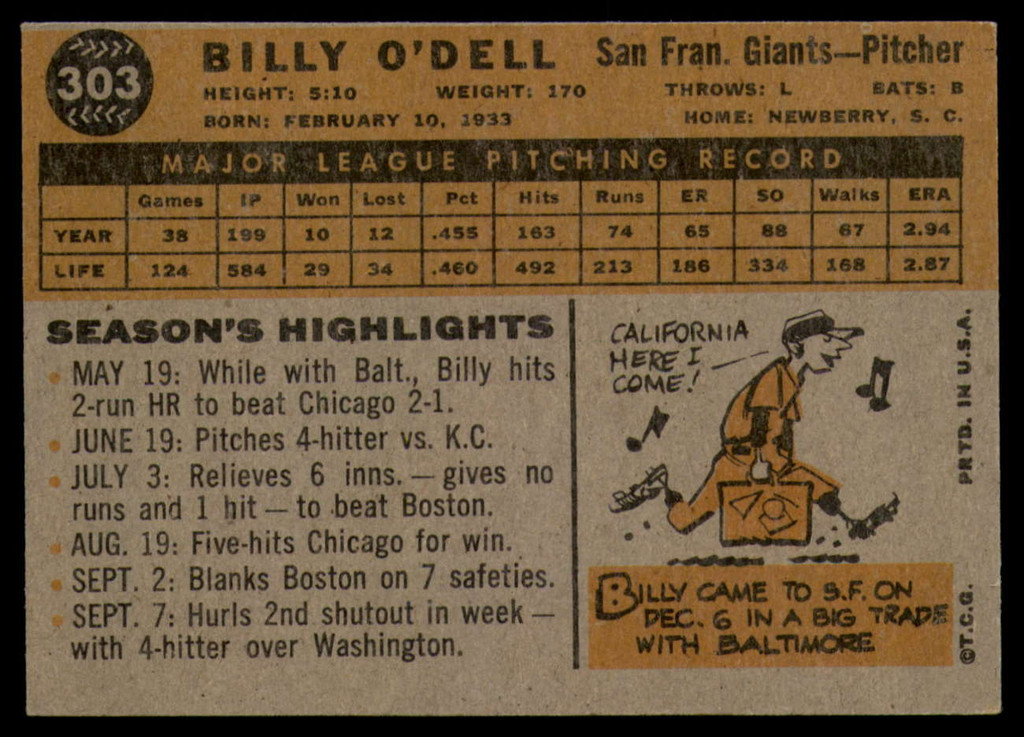 303
BILLY O'DELL San Fran. Giants—Pitcher
HEIGHT: 5:10 WEIGHT: 170 THROWS: L BATS: B
BORN: FEBRUARY 10, 1933 HOME: NEWBERRY, S. C.
MAJOR LEAGUE PITCHING RECORD
Games IP Won Lost Pct Hits Runs ER SO Walks ERA
YEAR 38 199 10 12 .455 163 74 65 88 67 2.94
LIFE 124 584 29 34 .460 492 213 186 334 168 2.87
SEASON'S HIGHLIGHTS
• MAY 19: While with Balt., Billy hits
2-run HR to beat Chicago 2-1.
• JUNE 19: Pitches 4-hitter vs. K.C.
• JULY 3: Relieves 6 inns. — gives no
runs and 1 hit — to beat Boston.
• AUG. 19: Five-hits Chicago for win.
• SEPT. 2: Blanks Boston on 7 safeties.
• SEPT. 7: Hurls 2nd shutout in week —
with 4-hitter over Washington.
CALIFORNIA
HERE I
COME!
BILLY CAME TO S.F. ON
DEC. 6 IN A BIG TRADE
WITH BALTIMORE
©T.C.G. PRTD. IN U.S.A.